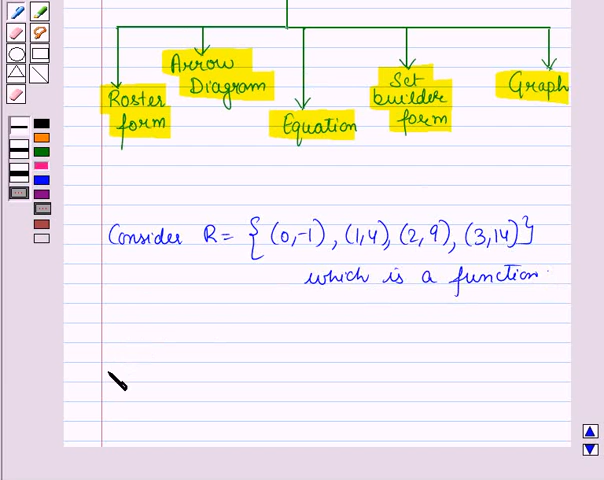 Roster form
Arrow Diagram
Equation
Set builder form
Graph
Consider R = { (0,-1) , (1,4), (2,9), (3,14) }
which is a function.